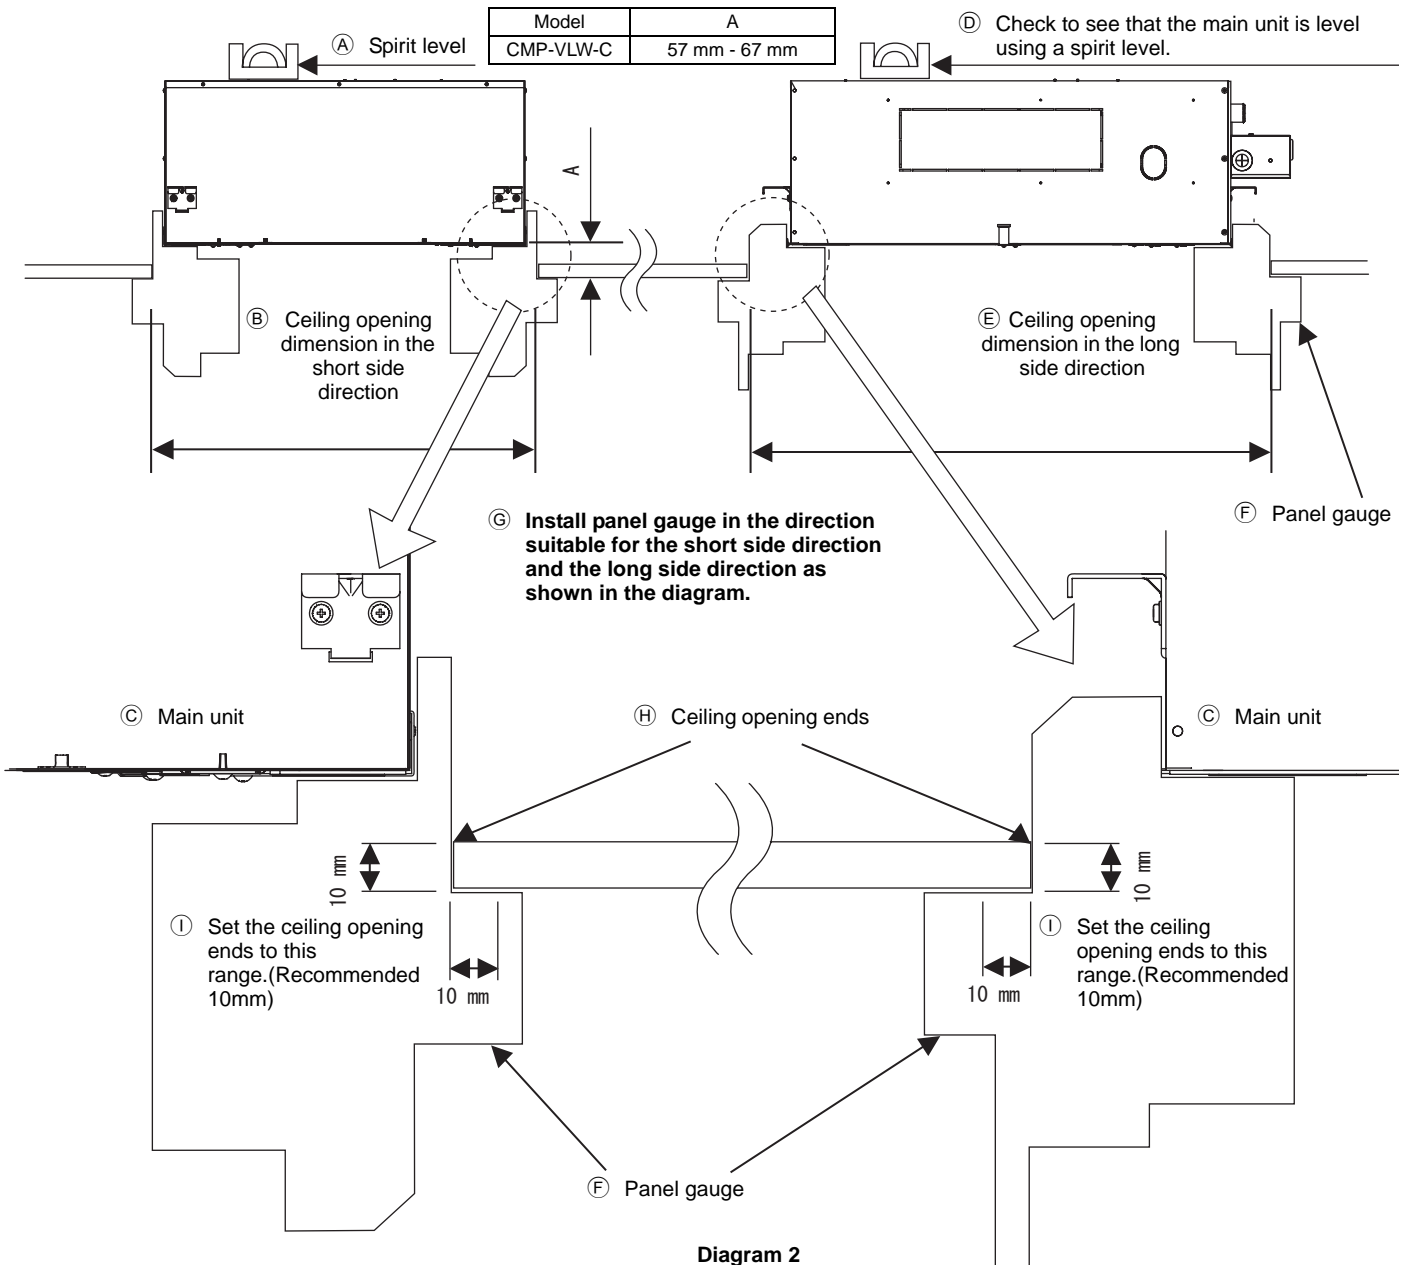 Model A
CMP-VLW-C 57 mm - 67 mm
Ⓐ Spirit level
Ⓓ Check to see that the main unit is level
using a spirit level.
A
Ⓑ Ceiling opening
dimension in the
short side
direction
Ⓔ Ceiling opening
dimension in the long
side direction
Ⓕ Panel gauge
Ⓖ Install panel gauge in the direction
suitable for the short side direction
and the long side direction as
shown in the diagram.
Ⓒ Main unit
Ⓗ Ceiling opening ends
Ⓒ Main unit
10 mm
10 mm
Ⓘ Set the ceiling opening
ends to this
range.(Recommended
10mm)
10 mm
10 mm
Ⓘ Set the ceiling
opening ends to this
range.(Recommended
10mm)
Ⓕ Panel gauge
Diagram 2